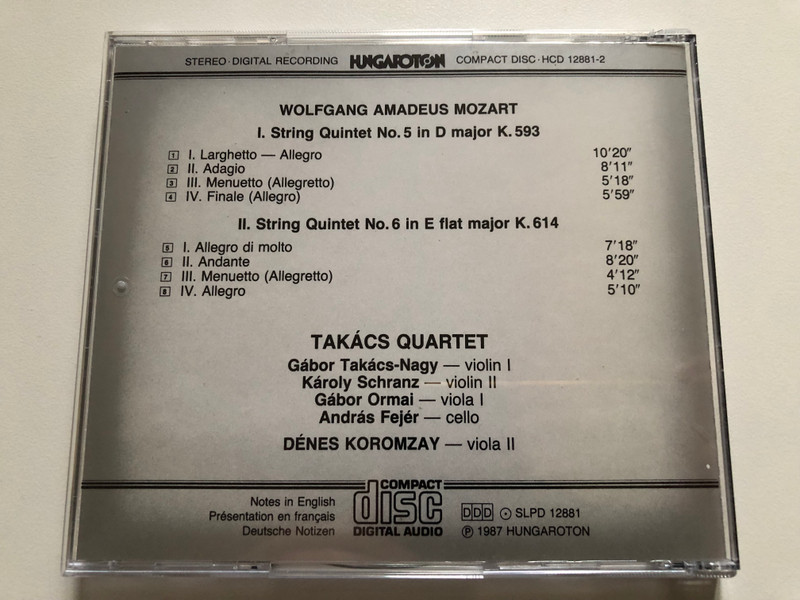 STEREO·DIGITAL RECORDING HUNGAROTON COMPACT DISC·HCD 12881-2
WOLFGANG AMADEUS MOZART
I. String Quintet No. 5 in D major K. 593
1 I. Larghetto — Allegro 10'20"
2 II. Adagio 8'11"
3 III. Menuetto (Allegretto) 5'18"
4 IV. Finale (Allegro) 5'59"
II. String Quintet No. 6 in E flat major K. 614
5 I. Allegro di molto 7'18"
6 II. Andante 8'20"
7 III. Menuetto (Allegretto) 4'12"
8 IV. Allegro 5'10"
TAKÁCS QUARTET
Gábor Takács-Nagy — violin I
Károly Schranz — violin II
Gábor Ormai — viola I
András Fejér — cello
DÉNES KOROMZAY — viola II
Notes in English
Présentation en français
Deutsche Notizen
COMPACT
disc
DIGITAL AUDIO
DDD ⊙ SLPD 12881
℗ 1987 HUNGAROTON